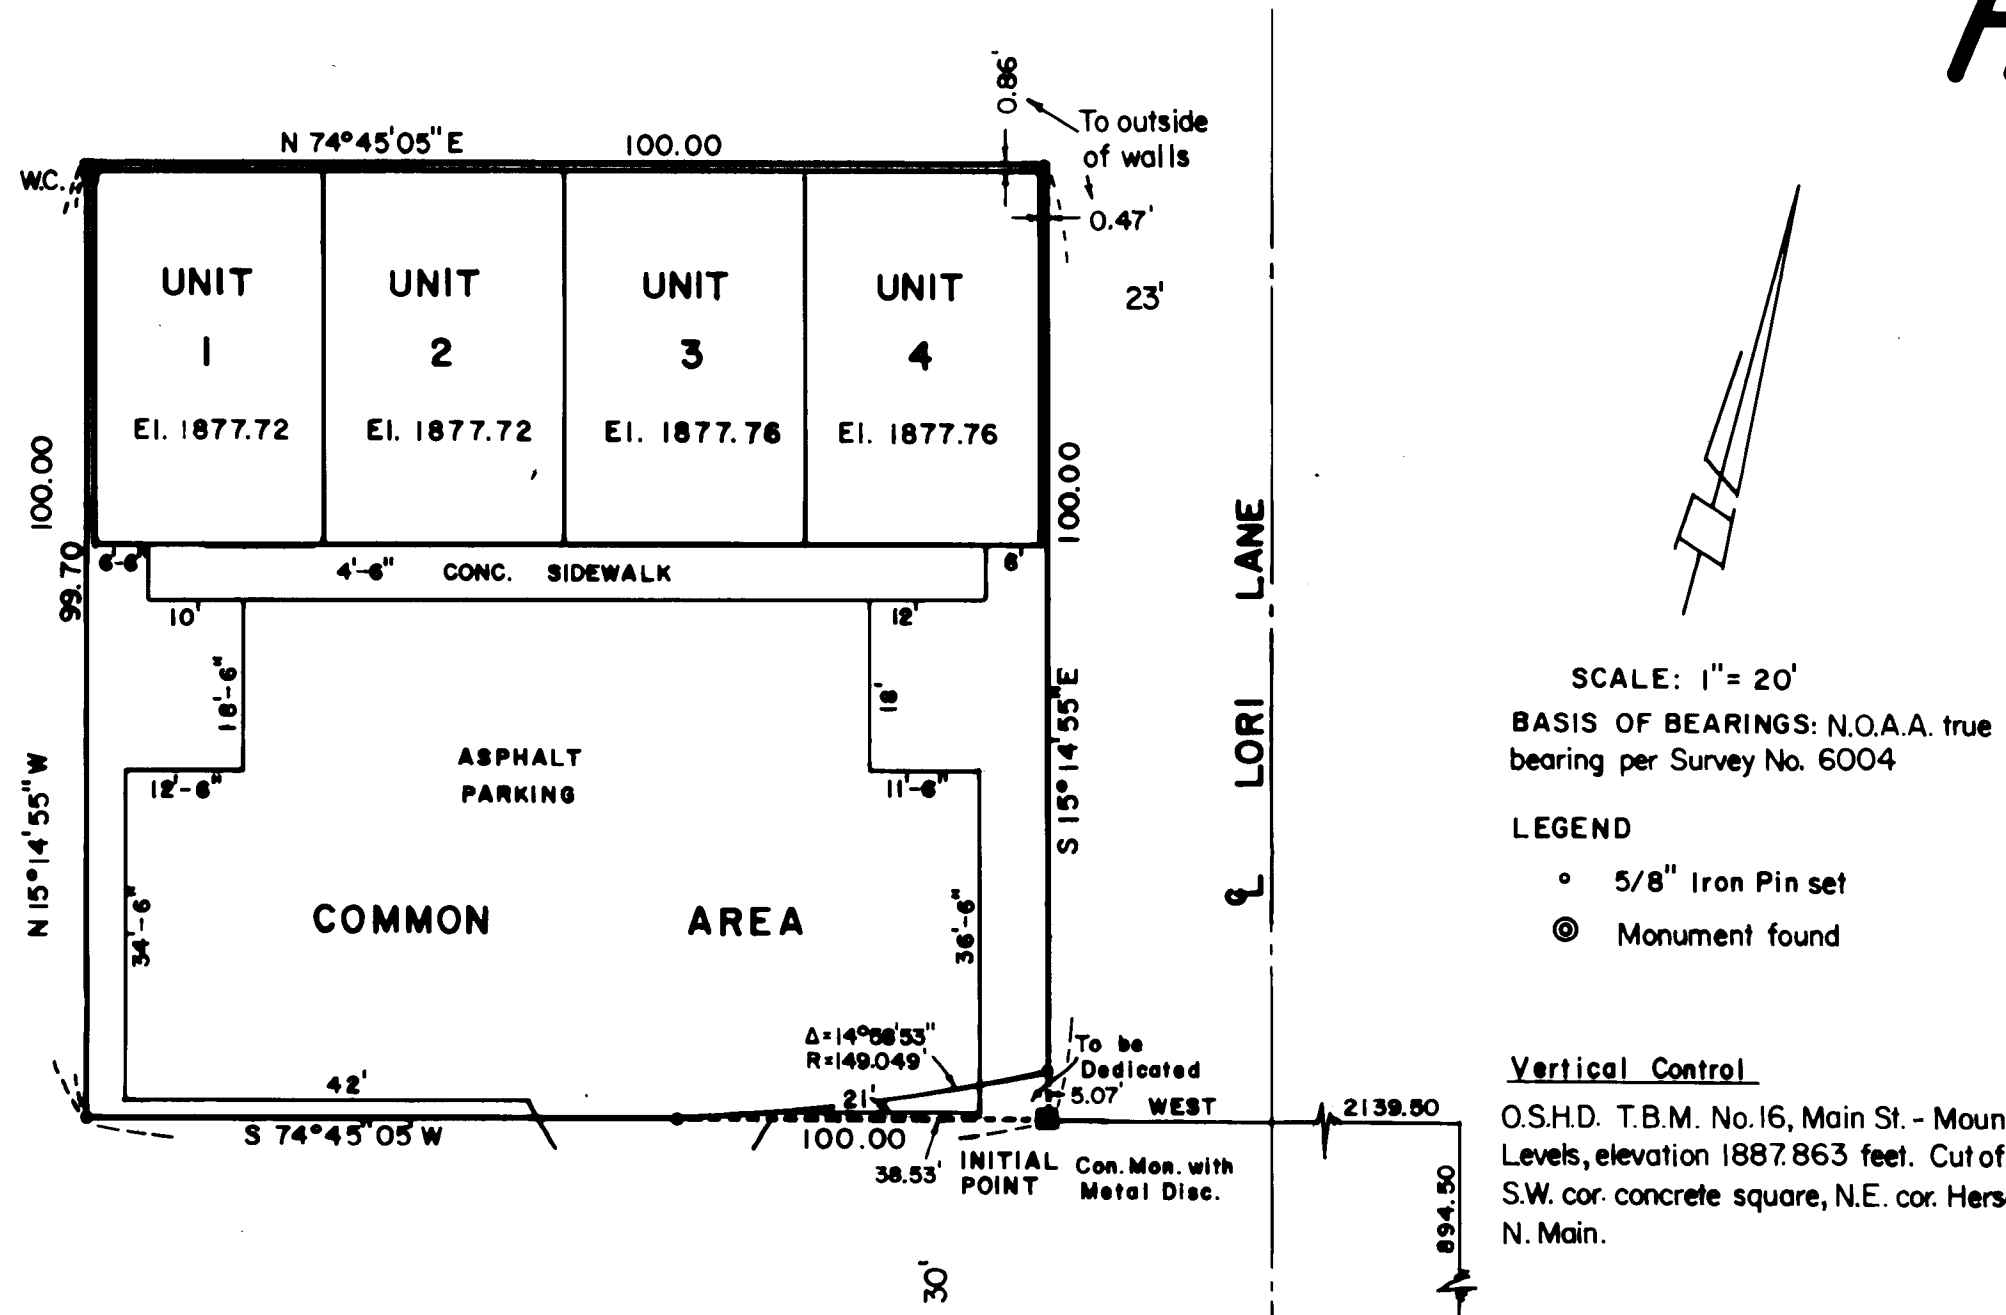 0.86'
To outside
of walls
0.47'
N 74°45'05" E 100.00
W.C.
1"
UNIT
1
El. 1877.72
UNIT
2
El. 1877.72
UNIT
3
El. 1877.76
UNIT
4
El. 1877.76
23'
100.00
99.70
N 15°14'55" W
100.00
S 15°14'55" E
6'-6"
4'-6" CONC. SIDEWALK
6'
10'
12'
18'-6"
18'
12'-6"
11'-6"
ASPHALT
PARKING
COMMON AREA
34'-6"
36'-6"
42'
21'
R=149.049'
To be
Dedicated
5.07'
S 74°45'05" W
100.00
38.53'
INITIAL
POINT
Con. Mon. with
Metal Disc.
WEST
2139.50
894.50
30'
℄ LORI LANE
SCALE: 1"= 20'
BASIS OF BEARINGS: N.O.A.A. true
bearing per Survey No. 6004
LEGEND
5/8" Iron Pin set
Monument found
Vertical Control
O.S.H.D. T.B.M. No. 16, Main St. - Moun
Levels, elevation 1887.863 feet. Cut of
S.W. cor. concrete square, N.E. cor. Hers
N. Main.